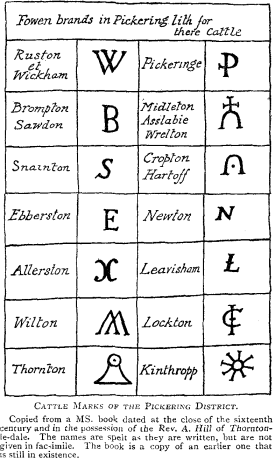 Towen brands in Pickering lith for
there Cattle
Ruston
et
Wickham
W
Pickeringe
P
Brompton
Sawdon
B
Midleton
Asslabie
Wrelton
Snainton
S
Cropton
Hartoff
Ebberston
E
Newton
N
Allerston
Leavisham
Ł
Wilton
Lockton
Thornton
Kinthropp
CATTLE MARKS OF THE PICKERING DISTRICT.
Copied from a MS. book dated at the close of the sixteenth
century and in the possession of the Rev. A. Hill of Thornton-
le-dale. The names are spelt as they are written, but are not
given in fac-simile. The book is a copy of an earlier one that
is still in existence.